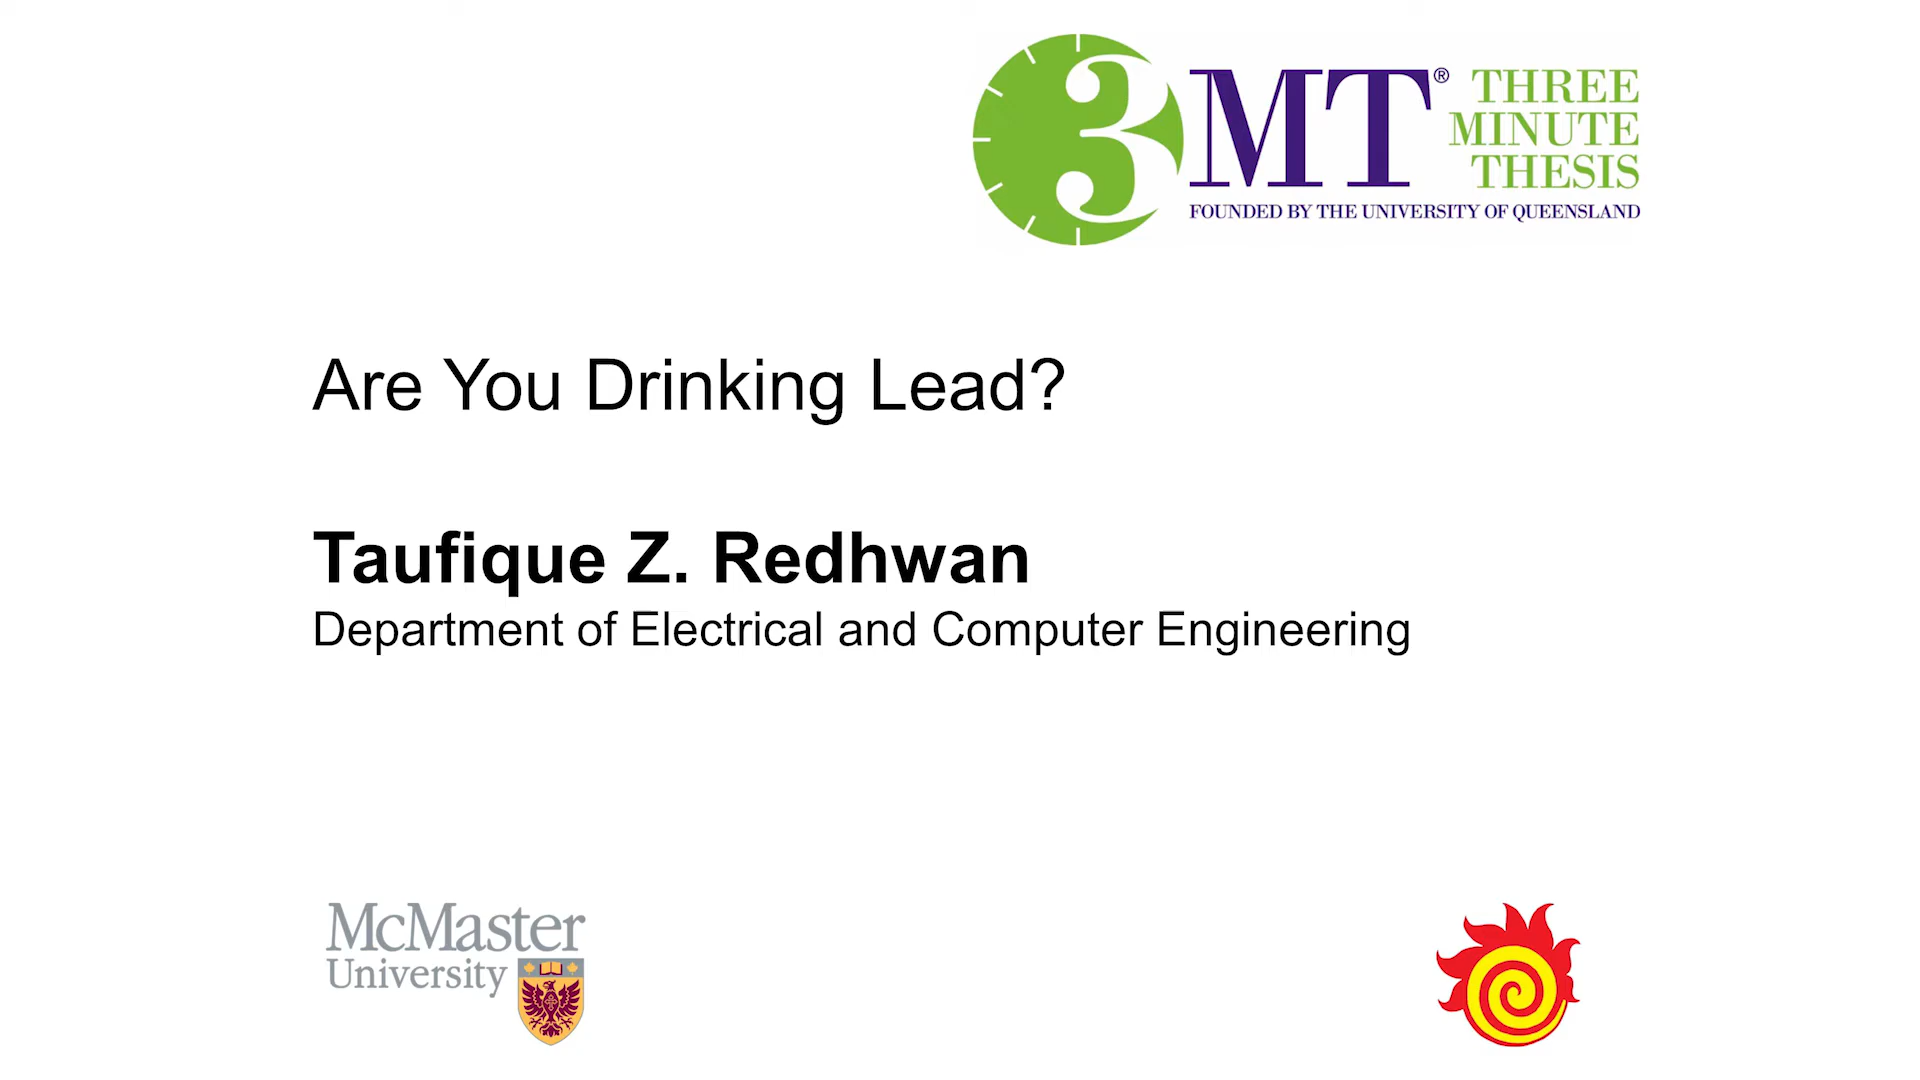 3MT® THREE
MINUTE
THESIS
FOUNDED BY THE UNIVERSITY OF QUEENSLAND
Are You Drinking Lead?
Taufique Z. Redhwan
Department of Electrical and Computer Engineering
McMaster
University